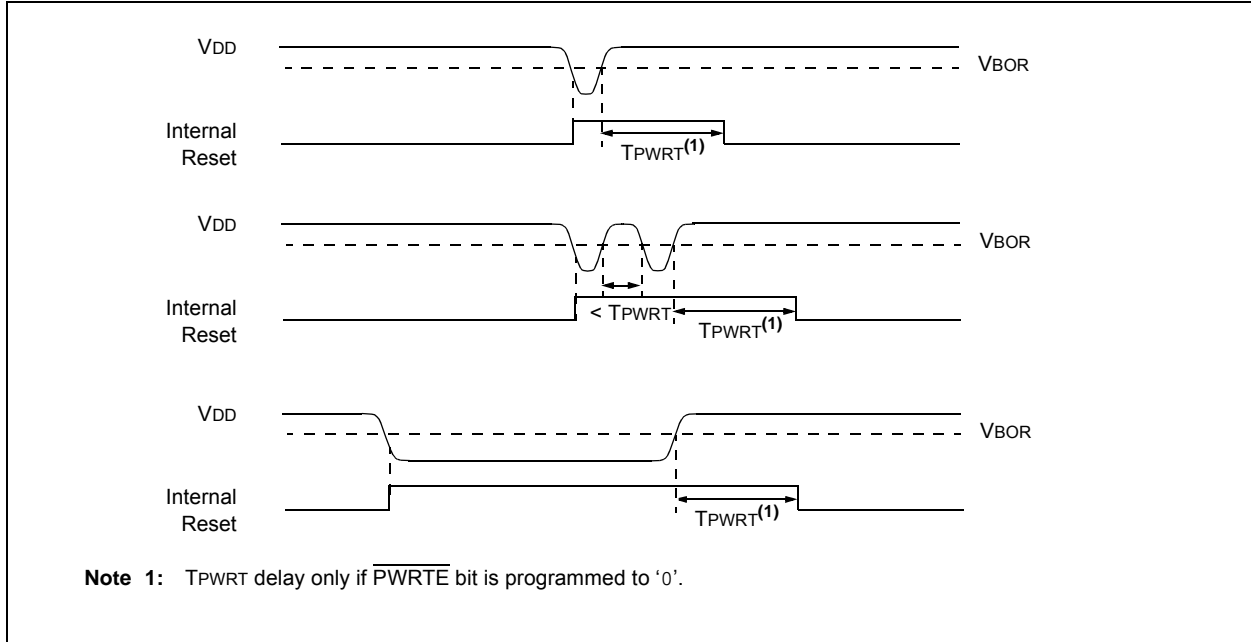 VDD
VBOR
Internal
Reset
TPWRT(1)
VDD
VBOR
Internal
Reset
< TPWRT
TPWRT(1)
VDD
VBOR
Internal
Reset
TPWRT(1)
Note 1: TPWRT delay only if PWRTE bit is programmed to ‘0’.